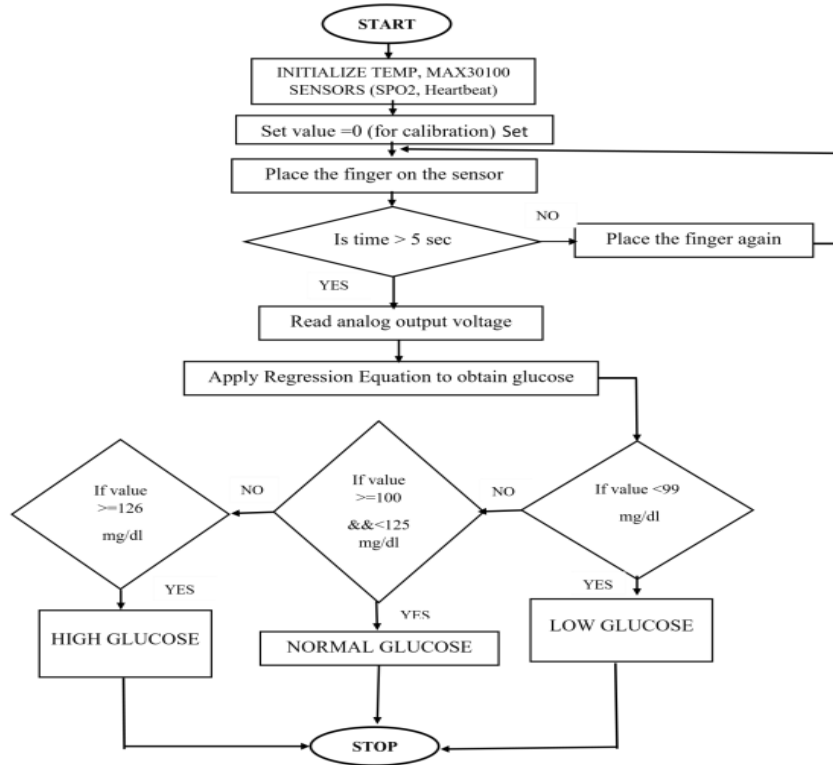 START
INITIALIZE TEMP, MAX30100
SENSORS (SPO2, Heartbeat)
Set value =0 (for calibration) Set
Place the finger on the sensor
Is time > 5 sec
NO
Place the finger again
YES
Read analog output voltage
Apply Regression Equation to obtain glucose
If value
>=126
mg/dl
NO
If value
>=100
&&<125
mg/dl
NO
If value <99
mg/dl
YES
YES
YES
HIGH GLUCOSE
NORMAL GLUCOSE
LOW GLUCOSE
STOP